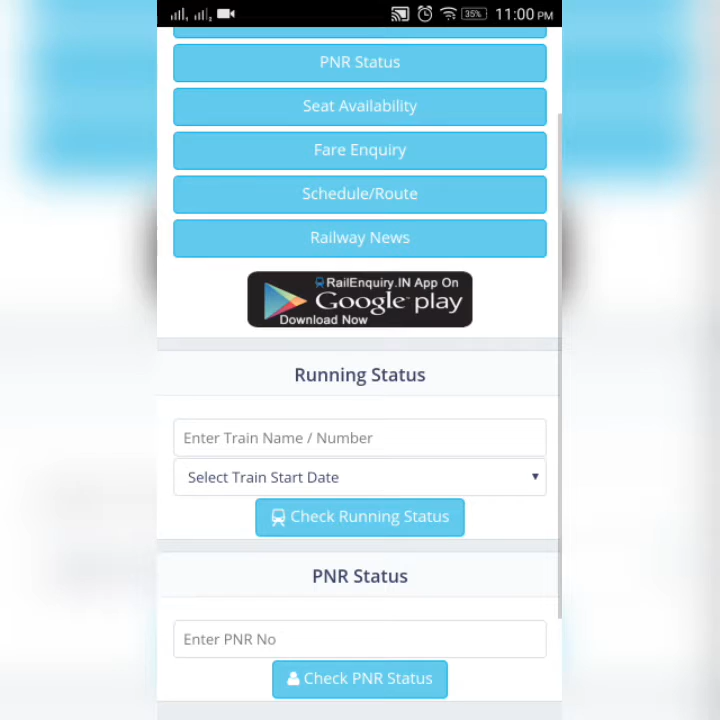 35%
11:00 PM
PNR Status
Seat Availability
Fare Enquiry
Schedule/Route
Railway News
RailEnquiry.IN App On
Google play
Download Now
Running Status
Enter Train Name / Number
Select Train Start Date
Check Running Status
PNR Status
Enter PNR No
Check PNR Status